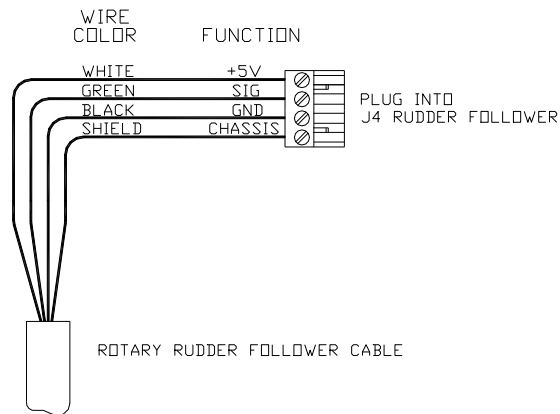 WIRE COLOR FUNCTION
WHITE +5V
GREEN SIG
BLACK GND
SHIELD CHASSIS
PLUG INTO
J4 RUDDER FOLLOWER
ROTARY RUDDER FOLLOWER CABLE